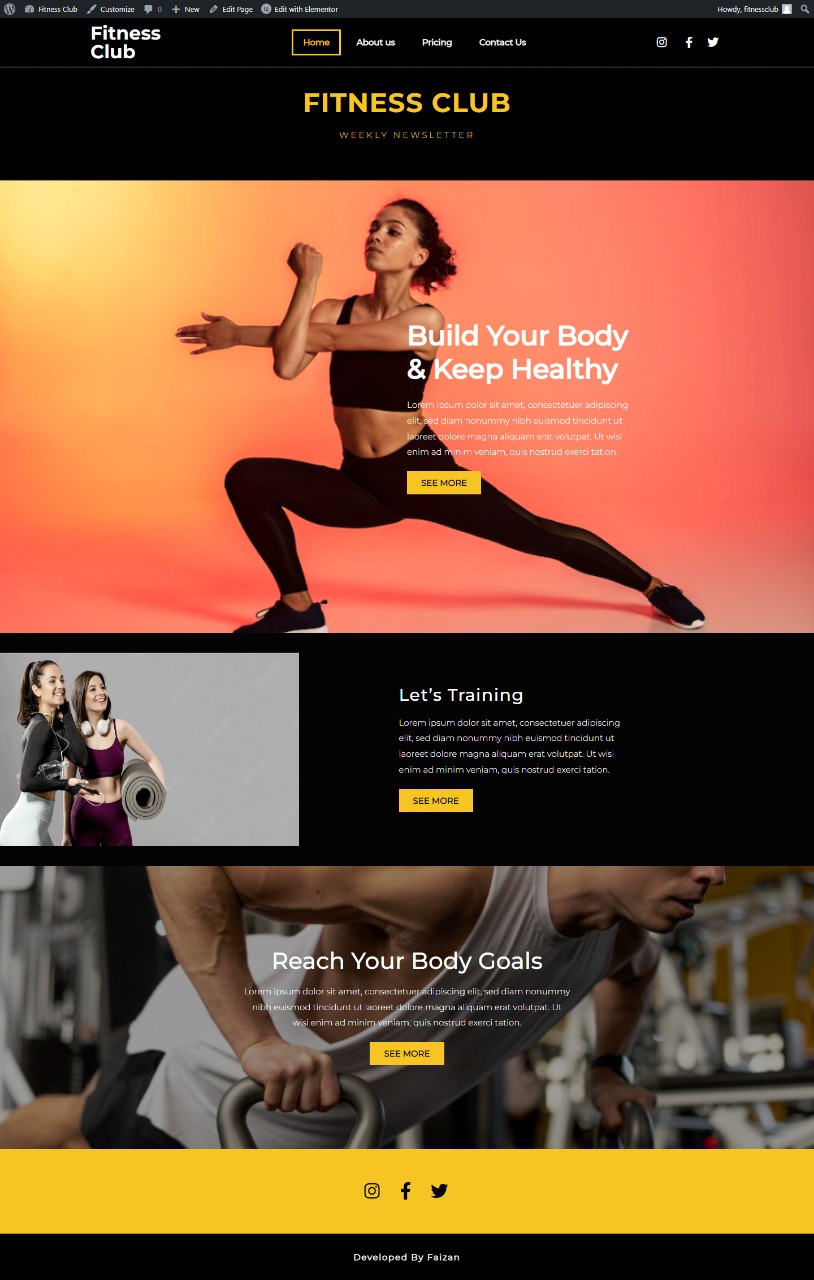 Fitness Club
Customize
0
New
Edit Page
Edit with Elementor
Howdy, fitnessclub
Fitness
Club
Home
About us
Pricing
Contact Us
FITNESS CLUB
WEEKLY NEWSLETTER
Build Your Body
& Keep Healthy
Lorem ipsum dolor sit amet, consectetuer adipiscing
elit, sed diam nonummy nibh euismod tincidunt ut
laoreet dolore magna aliquam erat volutpat. Ut wisi
enim ad minim veniam, quis nostrud exerci tation.
SEE MORE
Let’s Training
Lorem ipsum dolor sit amet, consectetuer adipiscing
elit, sed diam nonummy nibh euismod tincidunt ut
laoreet dolore magna aliquam erat volutpat. Ut wisi
enim ad minim veniam, quis nostrud exerci tation.
SEE MORE
Reach Your Body Goals
Lorem ipsum dolor sit amet, consectetuer adipiscing elit, sed diam nonummy
nibh euismod tincidunt ut laoreet dolore magna aliquam erat volutpat. Ut
wisi enim ad minim veniam, quis nostrud exerci tation.
SEE MORE
Developed By Faizan